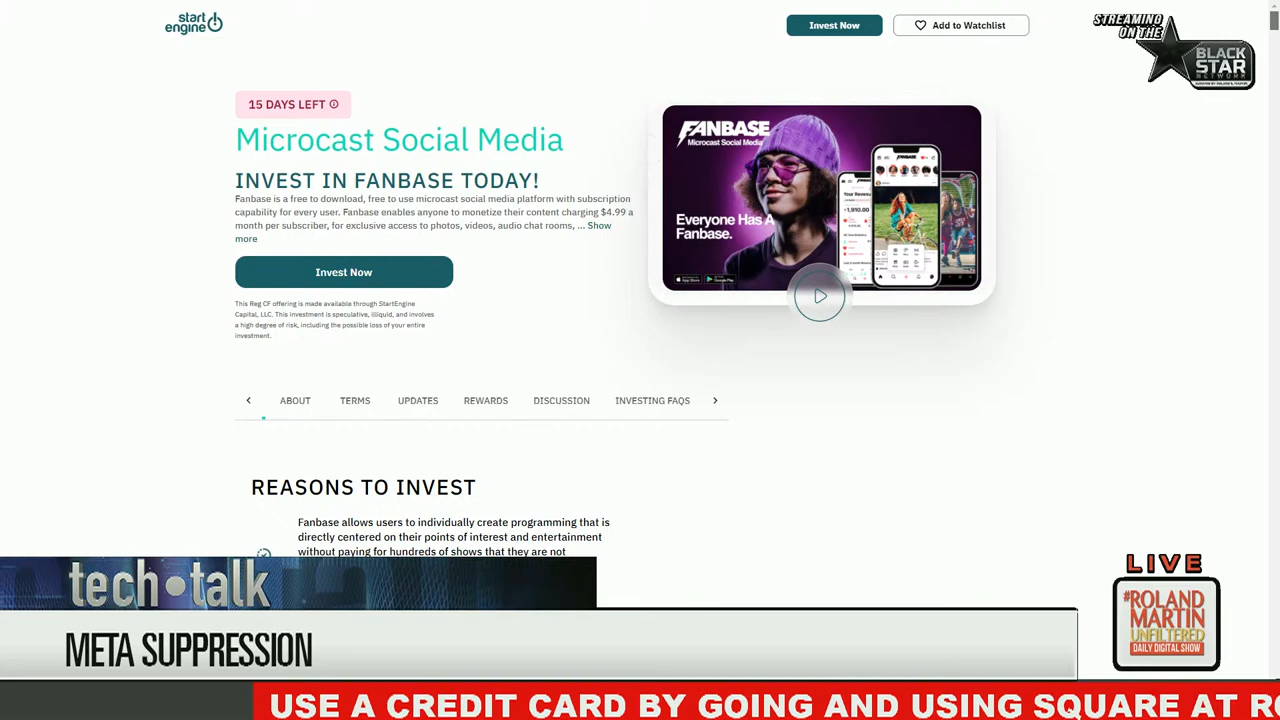 start
engine
Invest Now
Add to Watchlist
STREAMING
ON THE
BLACK
STAR
NETWORK
15 DAYS LEFT
Microcast Social Media
INVEST IN FANBASE TODAY!
Fanbase is a free to download, free to use microcast social media platform with subscription
capability for every user. Fanbase enables anyone to monetize their content charging $4.99 a
month per subscriber, for exclusive access to photos, videos, audio chat rooms, ... Show
more
Invest Now
This Reg CF offering is made available through StartEngine
Capital, LLC. This investment is speculative, illiquid, and involves
a high degree of risk, including the possible loss of your entire
investment.
FANBASE
Microcast Social Media
Everyone Has A
Fanbase.
App Store
Google Play
FANBASE
ABOUT
TERMS
UPDATES
REWARDS
DISCUSSION
INVESTING FAQS
REASONS TO INVEST
Fanbase allows users to individually create programming that is
directly centered on their points of interest and entertainment
without paying for hundreds of shows that they are not
tech•talk
META SUPPRESSION
LIVE
#ROLAND
MARTIN
UNFILTERED
DAILY DIGITAL SHOW
USE A CREDIT CARD BY GOING AND USING SQUARE AT RO